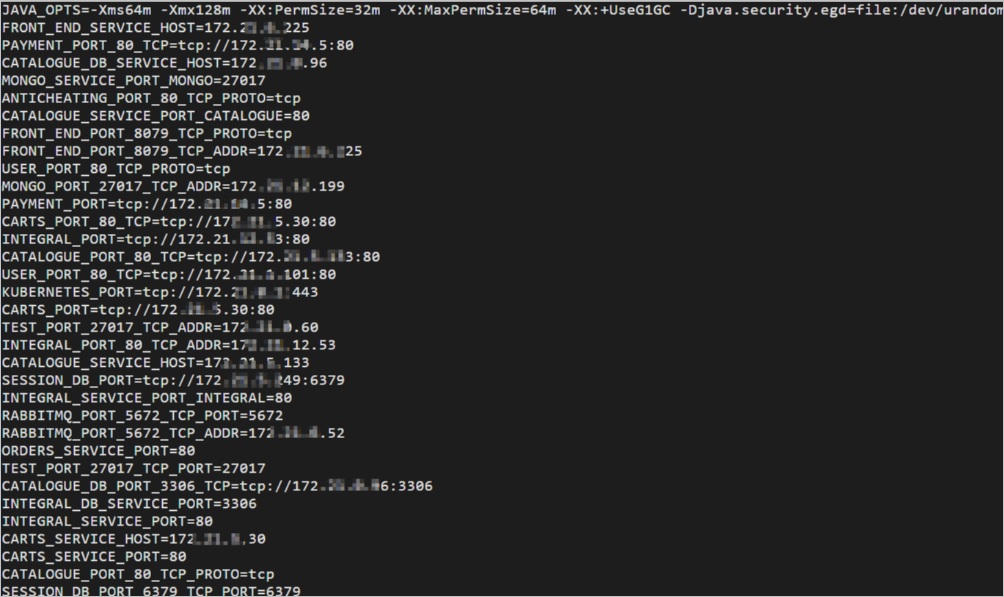 JAVA_OPTS=-Xms64m -Xmx128m -XX:PermSize=32m -XX:MaxPermSize=64m -XX:+UseG1GC -Djava.security.egd=file:/dev/urandom
FRONT_END_SERVICE_HOST=172.2 .225
PAYMENT_PORT_80_TCP=tcp://172. .5:80
CATALOGUE_DB_SERVICE_HOST=172. .96
MONGO_SERVICE_PORT_MONGO=27017
ANTICHEATING_PORT_80_TCP_PROTO=tcp
CATALOGUE_SERVICE_PORT_CATALOGUE=80
FRONT_END_PORT_8079_TCP_PROTO=tcp
FRONT_END_PORT_8079_TCP_ADDR=172 25
USER_PORT_80_TCP_PROTO=tcp
MONGO_PORT_27017_TCP_ADDR=172 .199
PAYMENT_PORT=tcp://172. .5:80
CARTS_PORT_80_TCP=tcp://17 5.30:80
INTEGRAL_PORT=tcp://172.21. 3:80
CATALOGUE_PORT_80_TCP=tcp://172. 3:80
USER_PORT_80_TCP=tcp://172. 101:80
KUBERNETES_PORT=tcp://172.2 443
CARTS_PORT=tcp://172 5.30:80
TEST_PORT_27017_TCP_ADDR=172 .60
INTEGRAL_PORT_80_TCP_ADDR=17 .12.53
CATALOGUE_SERVICE_HOST=17 .133
SESSION_DB_PORT=tcp://172 49:6379
INTEGRAL_SERVICE_PORT_INTEGRAL=80
RABBITMQ_PORT_5672_TCP_PORT=5672
RABBITMQ_PORT_5672_TCP_ADDR=172 .52
ORDERS_SERVICE_PORT=80
TEST_PORT_27017_TCP_PORT=27017
CATALOGUE_DB_PORT_3306_TCP=tcp://172. 6:3306
INTEGRAL_DB_SERVICE_PORT=3306
INTEGRAL_SERVICE_PORT=80
CARTS_SERVICE_HOST=172 .30
CARTS_SERVICE_PORT=80
CATALOGUE_PORT_80_TCP_PROTO=tcp
SESSION_DB_PORT_6379_TCP_PORT=6379